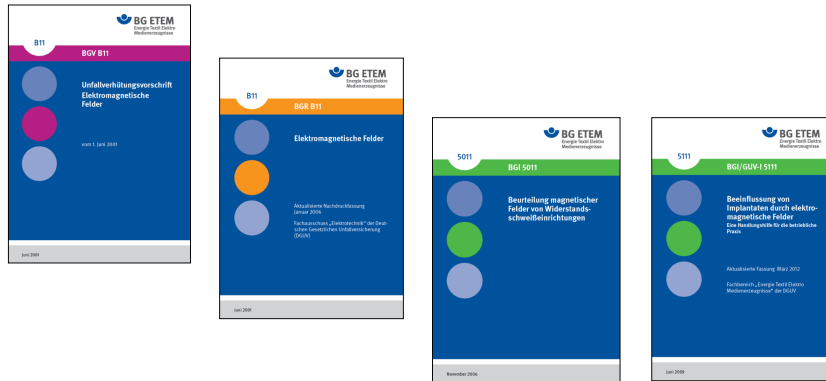 BG ETEM
Energie Textil Elektro
Medienerzeugnisse
B11
BGV B11
Unfallverhütungsvorschrift
Elektromagnetische
Felder
vom 1. Juni 2001
Juni 2001
BG ETEM
Energie Textil Elektro
Medienerzeugnisse
B11
BGR B11
Elektromagnetische Felder
Aktualisierte Nachdruckfassung
Januar 2006
Fachausschuss „Elektrotechnik“ der Deut-
schen Gesetzlichen Unfallversicherung
(DGUV)
Juni 2001
BG ETEM
Energie Textil Elektro
Medienerzeugnisse
5011
BGI 5011
Beurteilung magnetischer
Felder von Widerstands-
schweißeinrichtungen
November 2006
BG ETEM
Energie Textil Elektro
Medienerzeugnisse
5111
BGI/GUV-I 5111
Beeinflussung von
Implantaten durch elektro-
magnetische Felder
Eine Handlungshilfe für die betriebliche
Praxis
Aktualisierte Fassung März 2012
Fachbereich „Energie Textil Elektro
Medienerzeugnisse“ der DGUV
Juni 2009